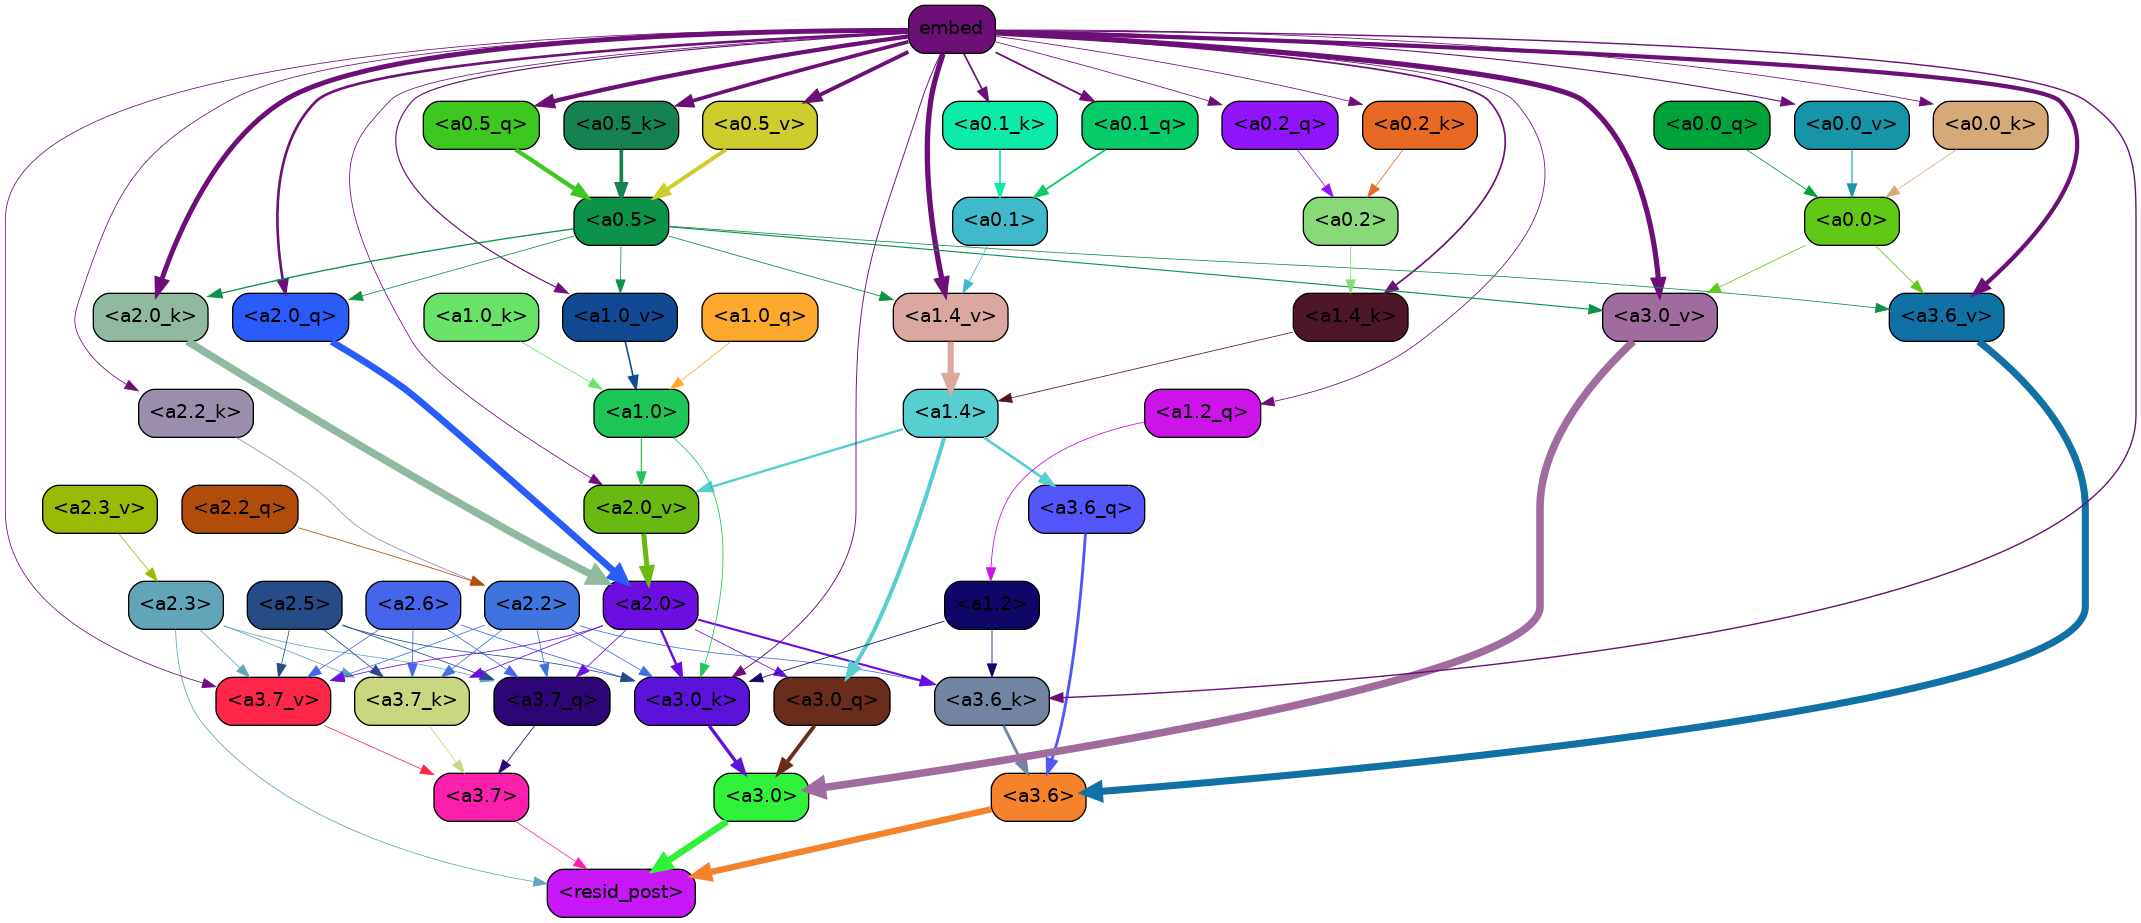 embed
<a0.5_q>
<a0.5_k>
<a0.5_v>
<a0.1_k>
<a0.1_q>
<a0.2_q>
<a0.2_k>
<a0.0_q>
<a0.0_v>
<a0.0_k>
<a0.5>
<a0.1>
<a0.2>
<a0.0>
<a2.0_k>
<a2.0_q>
<a1.0_k>
<a1.0_v>
<a1.0_q>
<a1.4_v>
<a1.4_k>
<a3.0_v>
<a3.6_v>
<a2.2_k>
<a1.0>
<a1.4>
<a1.2_q>
<a2.3_v>
<a2.2_q>
<a2.0_v>
<a3.6_q>
<a2.3>
<a2.5>
<a2.6>
<a2.2>
<a2.0>
<a1.2>
<a3.7_v>
<a3.7_k>
<a3.7_q>
<a3.0_k>
<a3.0_q>
<a3.6_k>
<a3.7>
<a3.0>
<a3.6>
<resid_post>